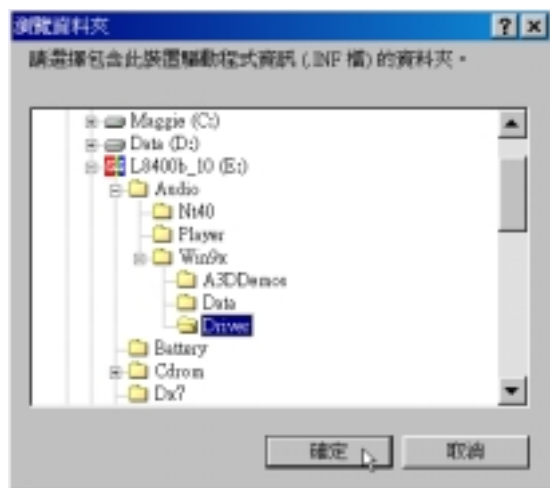 瀏覽資料夾
請選擇包含此裝置驅動程式資訊 (.INF 檔) 的資料夾。
Maggie (C:)
Data (D:)
L8400b_10 (E:)
Audio
Nt40
Player
Win9x
A3DDemos
Data
Driver
Battery
Cdrom
Dx7
確定
取消